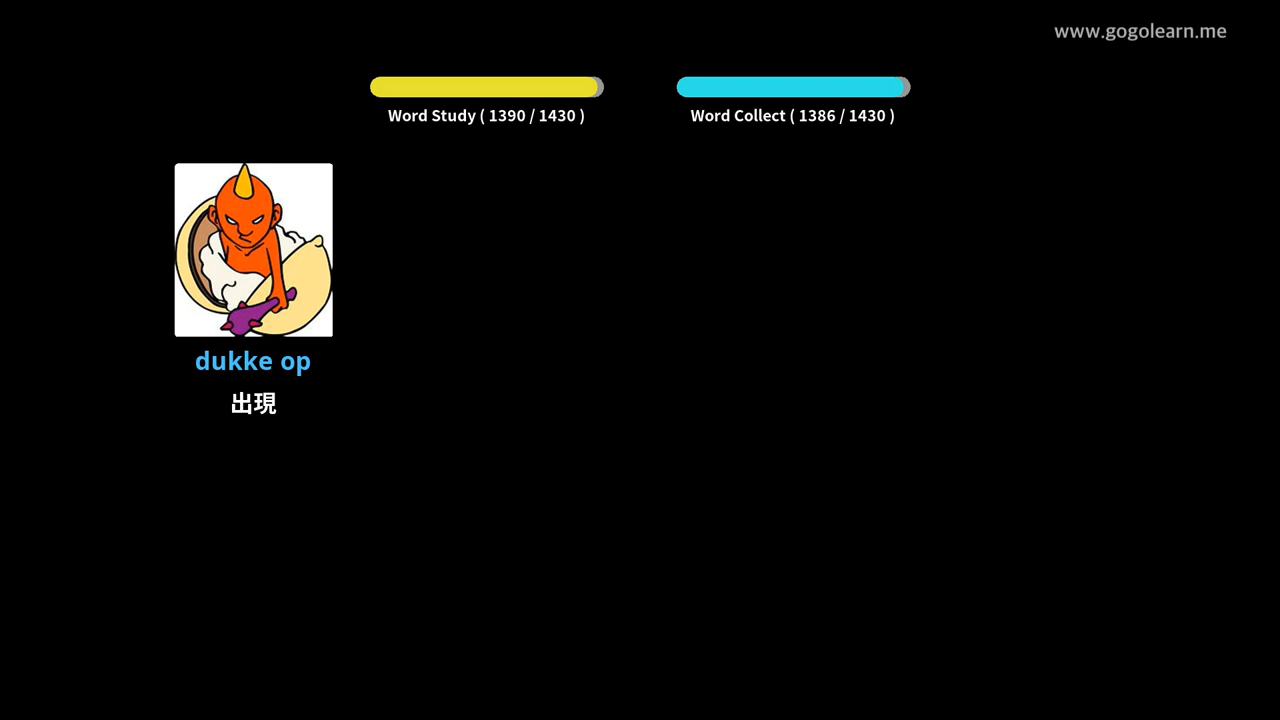 www.gogolearn.me
Word Study ( 1390 / 1430 )
Word Collect ( 1386 / 1430 )
dukke op
出現